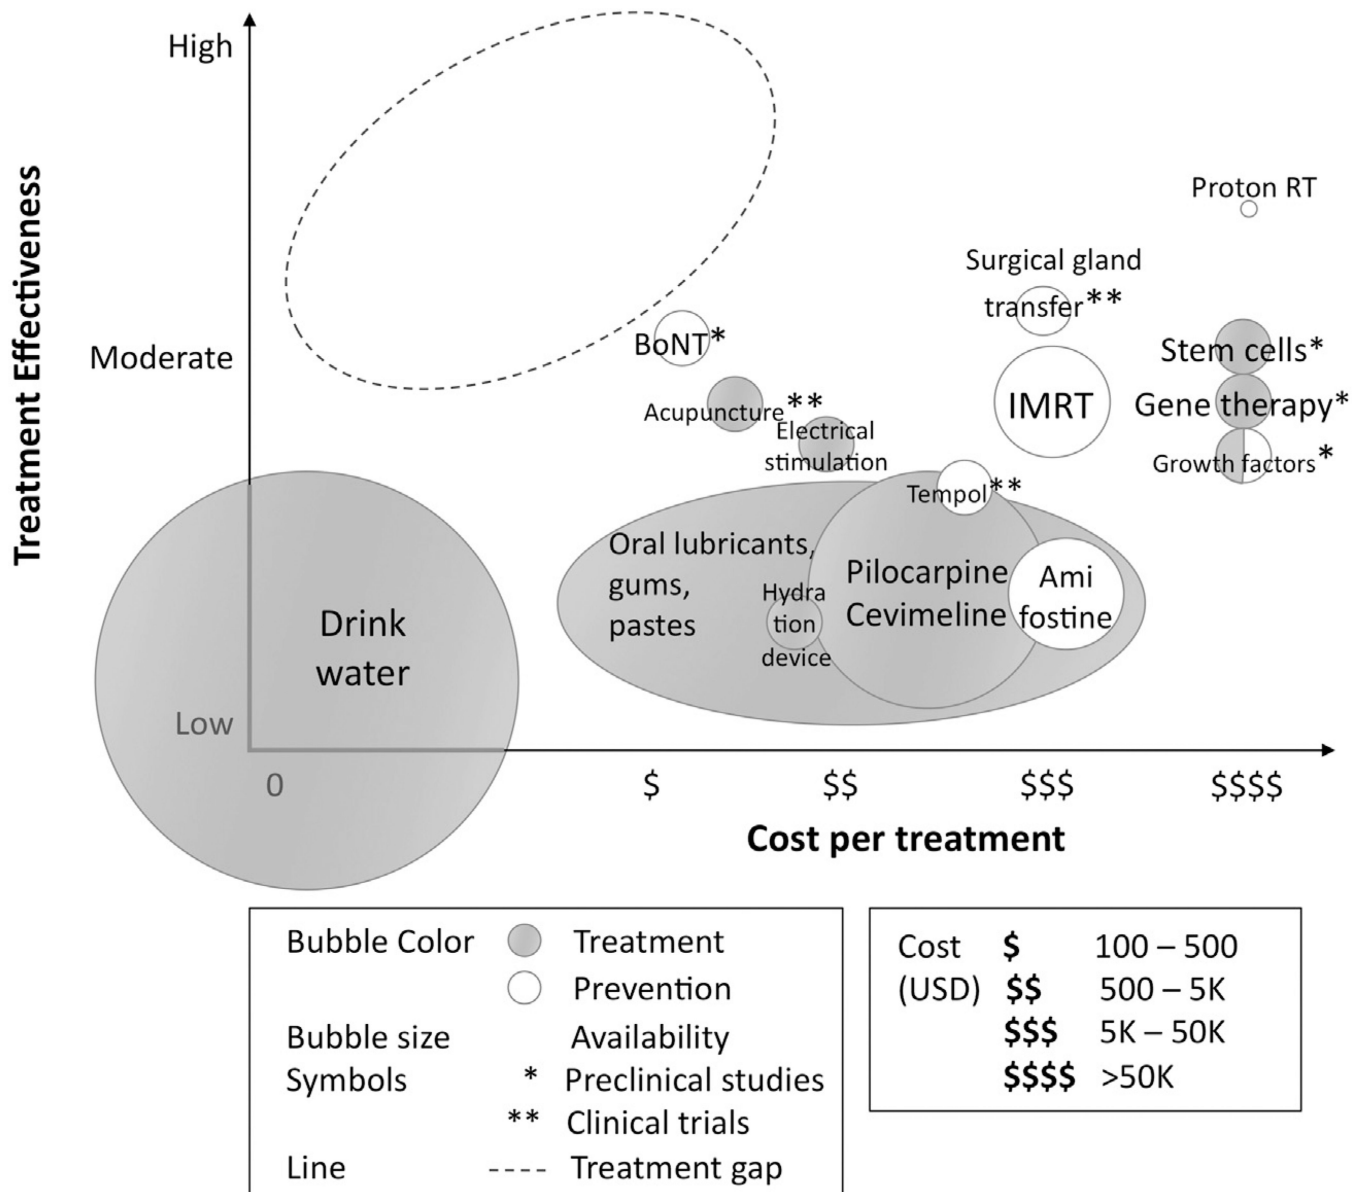 Treatment Effectiveness
High
Moderate
Low
Proton RT
Surgical gland
transfer**
BoNT*
Stem cells*
Acupuncture**
IMRT
Gene therapy*
Electrical
stimulation
Growth factors*
Tempol**
Oral lubricants,
gums,
pastes
Hydra
tion
device
Pilocarpine
Cevimeline
Ami
fostine
Drink
water
0
$
$$
$$$
$$$$
Cost per treatment
Bubble Color Treatment
Prevention
Bubble size Availability
Symbols * Preclinical studies
** Clinical trials
Line ---- Treatment gap
Cost $ 100 – 500
(USD) $$ 500 – 5K
$$$ 5K – 50K
$$$$ >50K